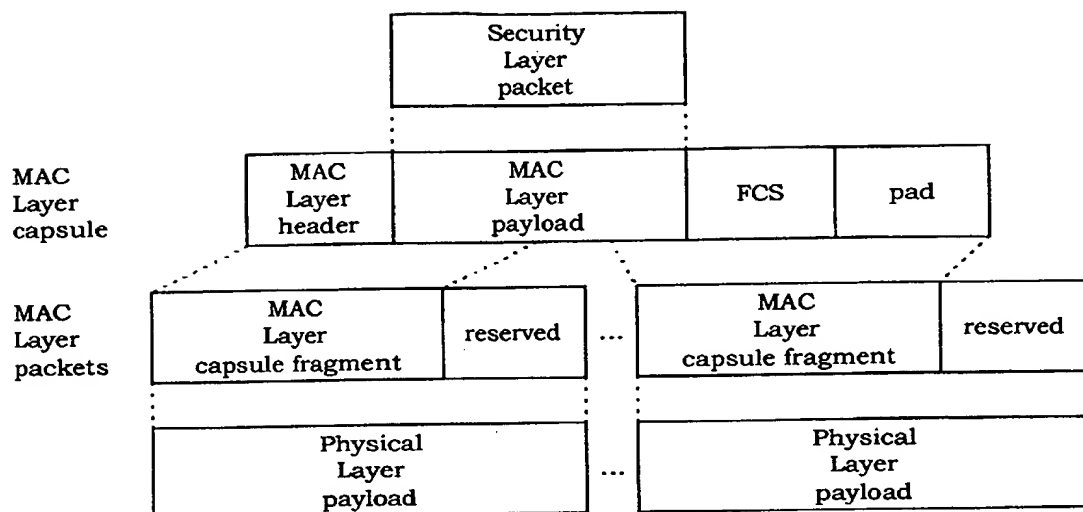 Security
Layer
packet
MAC
Layer
capsule
MAC
Layer
header
MAC
Layer
payload
FCS
pad
MAC
Layer
packets
MAC
Layer
capsule fragment
reserved
...
MAC
Layer
capsule fragment
reserved
Physical
Layer
payload
...
Physical
Layer
payload